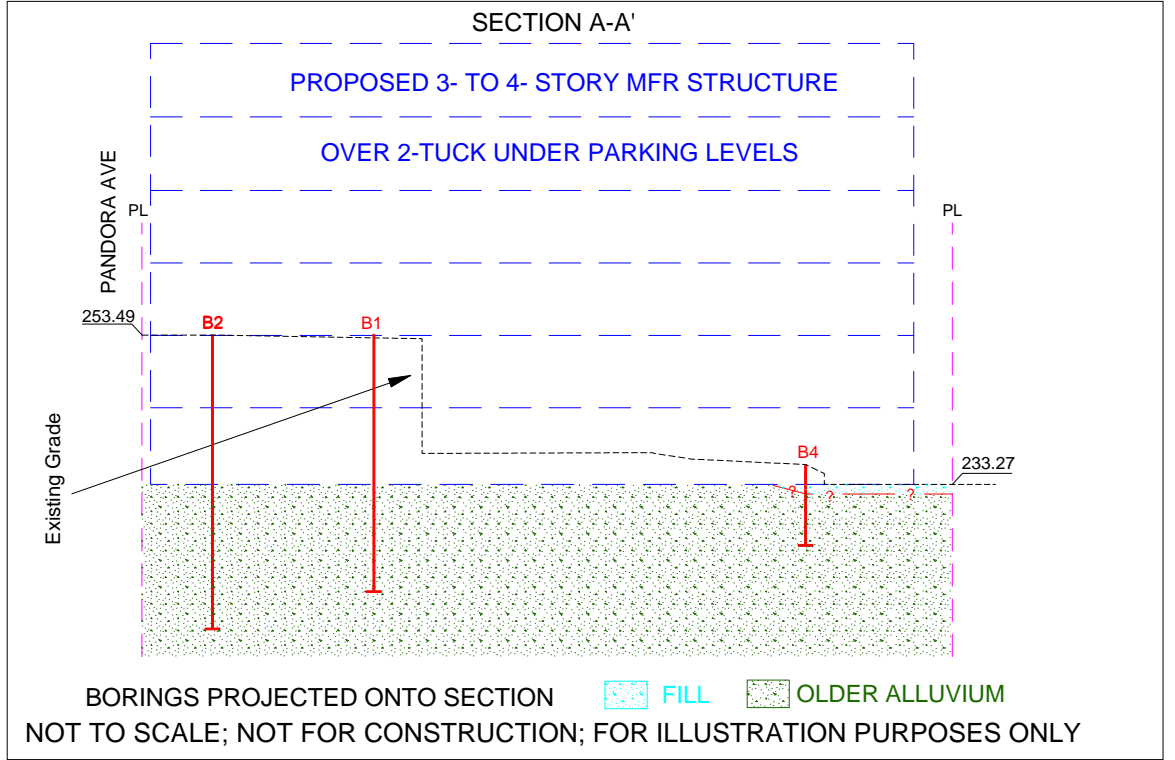 SECTION A-A'
PROPOSED 3- TO 4- STORY MFR STRUCTURE
OVER 2-TUCK UNDER PARKING LEVELS
PANDORA AVE
PL
PL
253.49
B2
B1
Existing Grade
B4
233.27
?
?
?
BORINGS PROJECTED ONTO SECTION
FILL
OLDER ALLUVIUM
NOT TO SCALE; NOT FOR CONSTRUCTION; FOR ILLUSTRATION PURPOSES ONLY